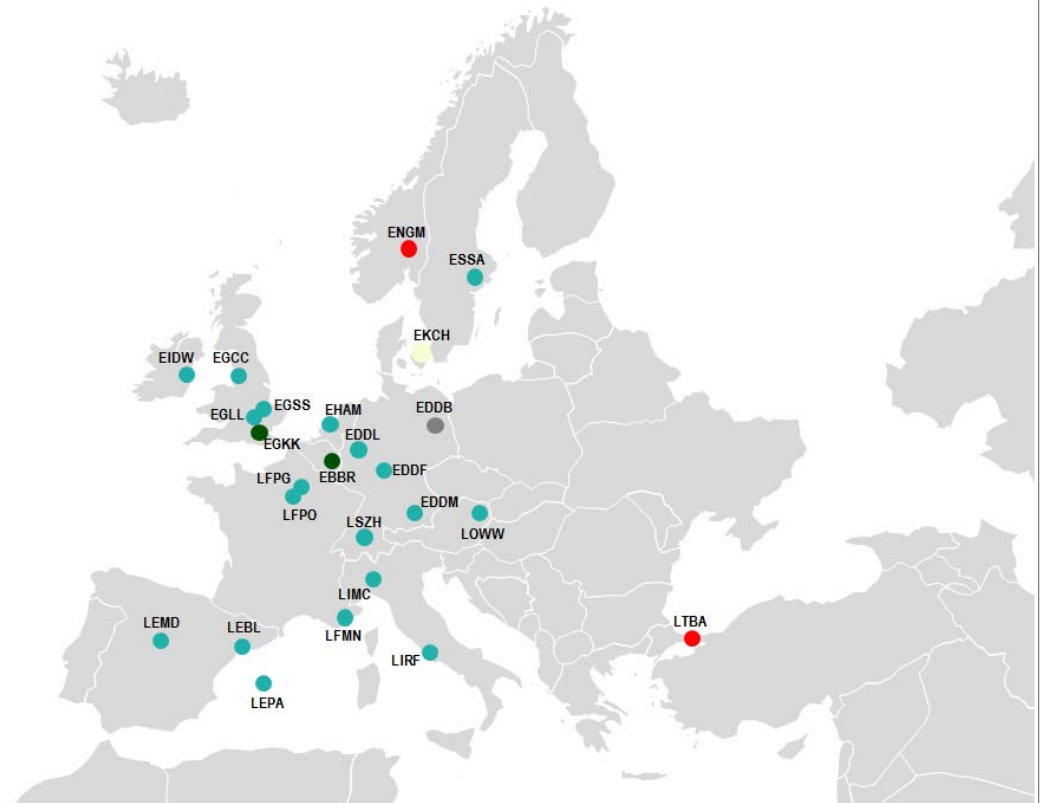 ENGM
ESSA
EKCH
EIDW
EGCC
EGSS
EGLL
EHAM
EDDB
EGKK
EDDL
EBBR
EDDF
LFPG
LFPO
EDDM
LSZH
LOWW
LIMC
LFMN
LEMD
LEBL
LTBA
LIRF
LEPA